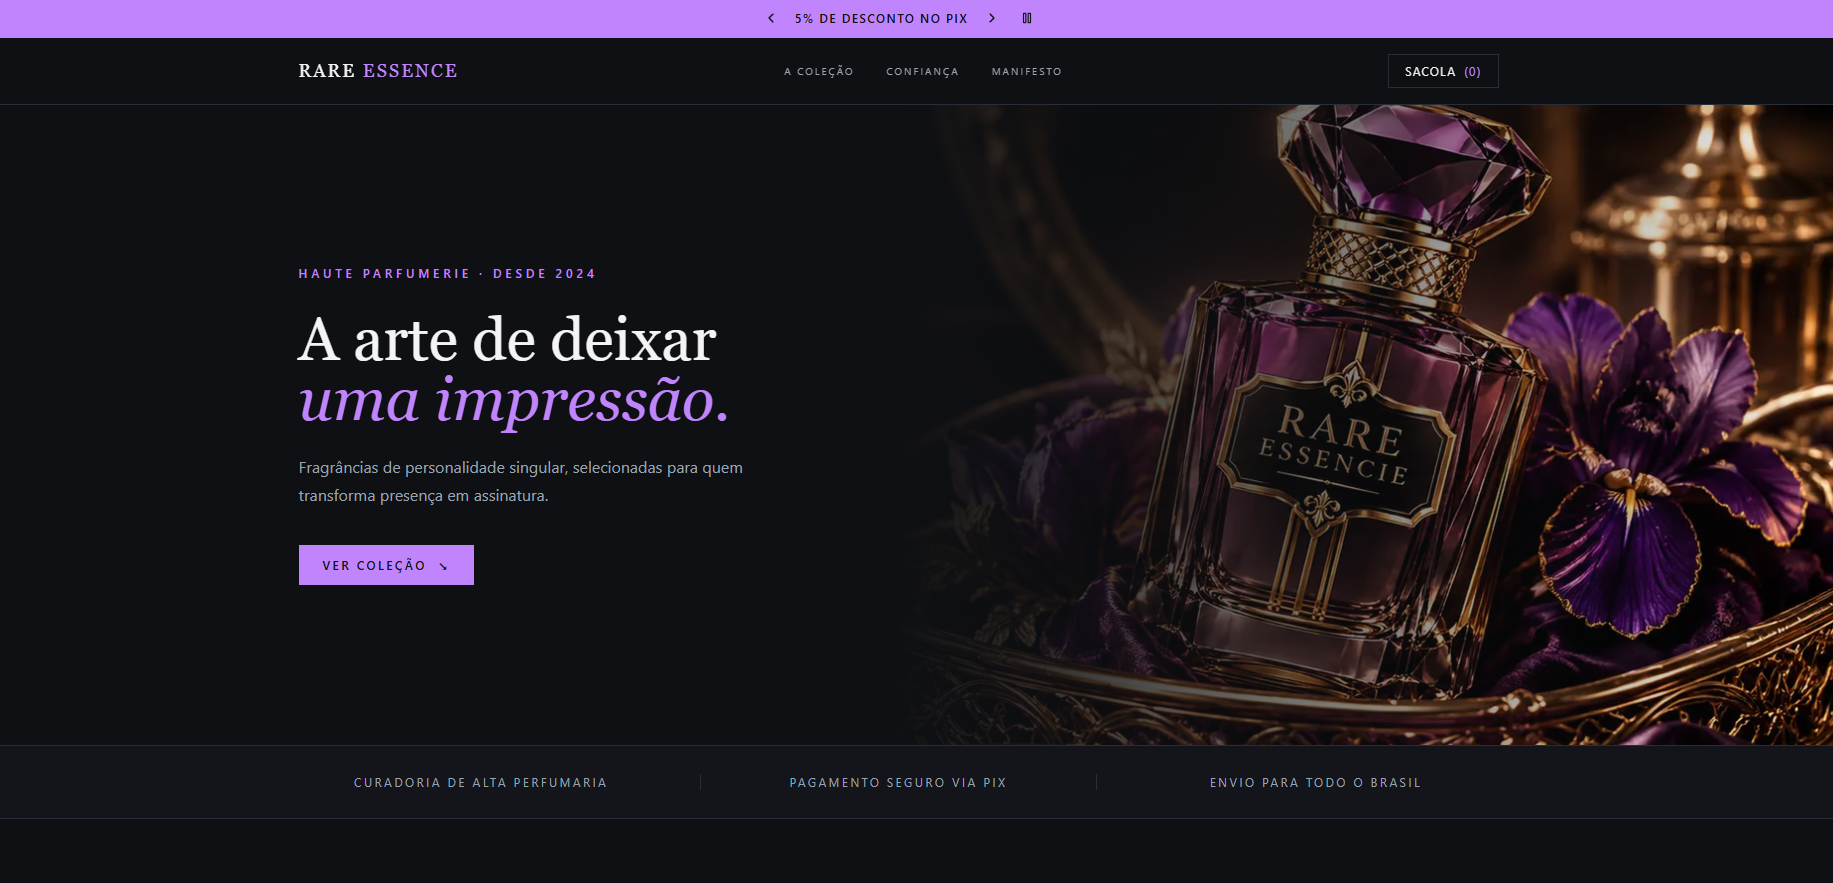 5% DE DESCONTO NO PIX
RARE ESSENCE
A COLEÇÃO
CONFIANÇA
MANIFESTO
SACOLA (0)
HAUTE PARFUMERIE · DESDE 2024
A arte de deixar
uma impressão.
Fragrâncias de personalidade singular, selecionadas para quem
transforma presença em assinatura.
VER COLEÇÃO ↘
RARE
ESSENCIE
CURADORIA DE ALTA PERFUMARIA
PAGAMENTO SEGURO VIA PIX
ENVIO PARA TODO O BRASIL